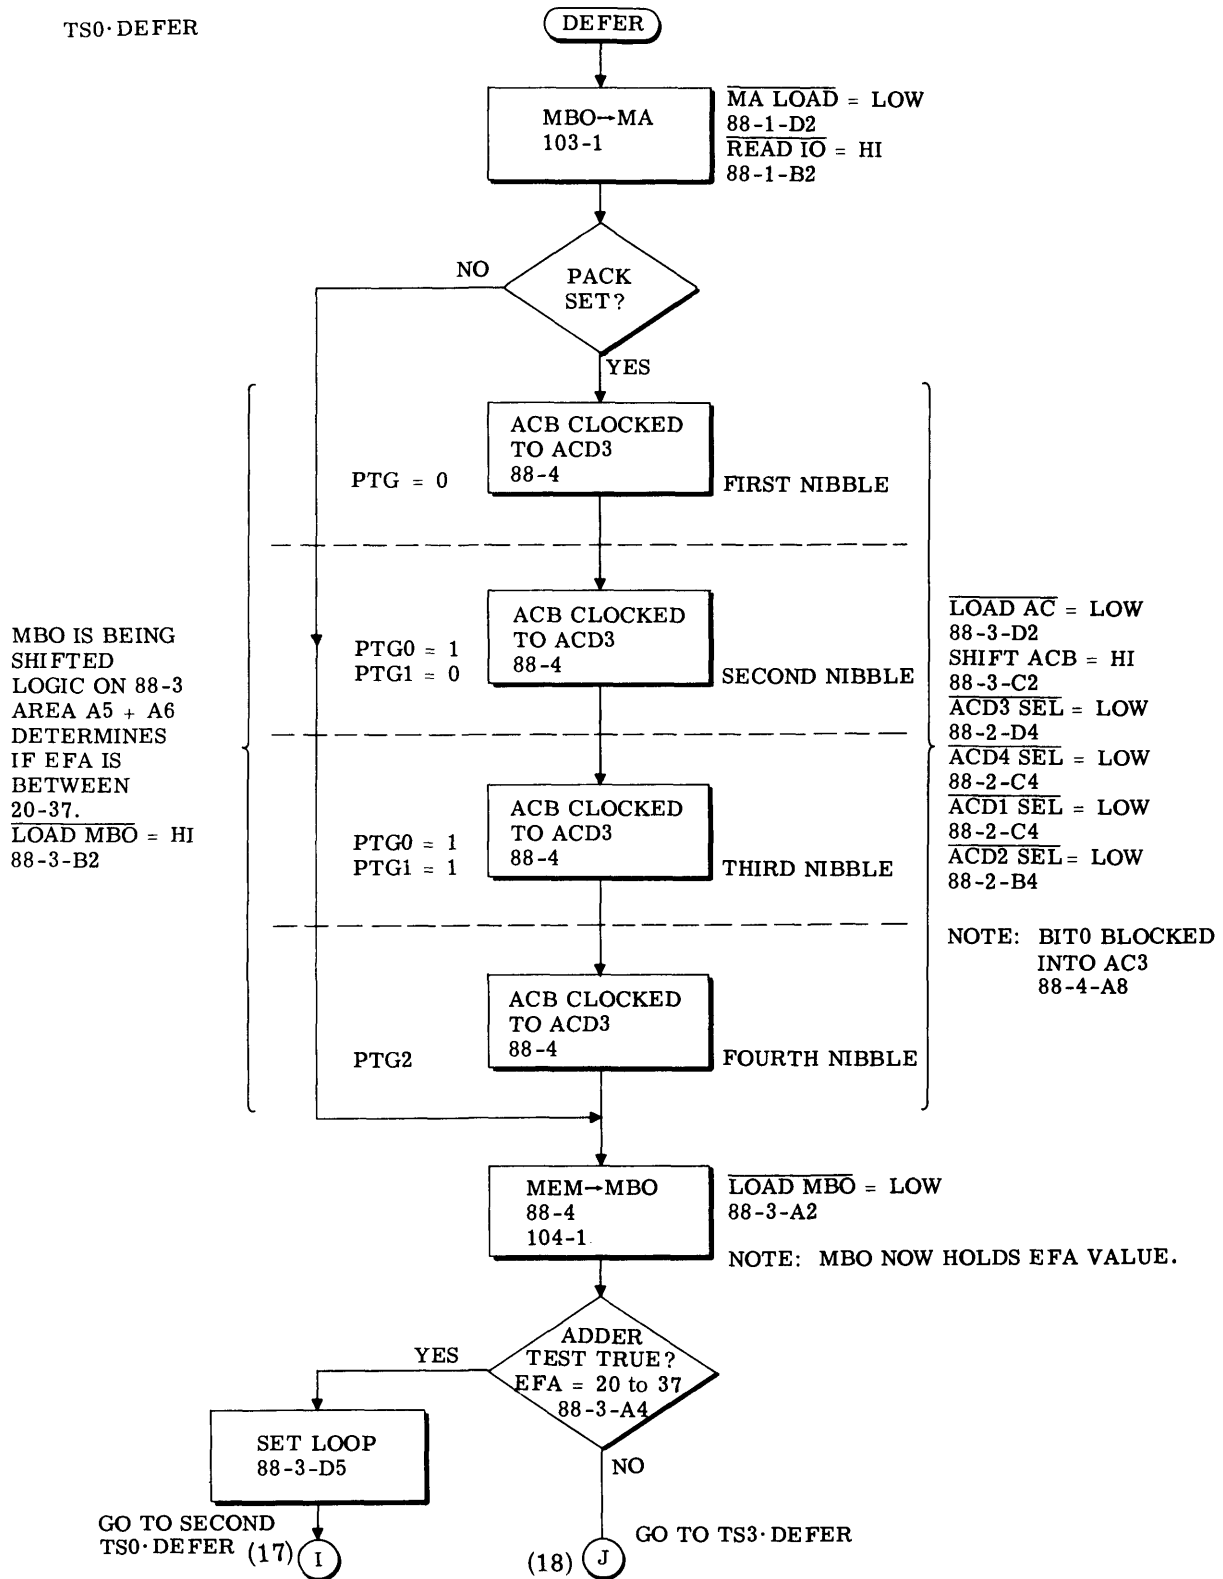 TS0·DEFER
DEFER
MBO→MA
103-1
MA LOAD = LOW
88-1-D2
READ IO = HI
88-1-B2
PACK
SET?
NO
YES
ACB CLOCKED
TO ACD3
88-4
PTG = 0
FIRST NIBBLE
ACB CLOCKED
TO ACD3
88-4
PTG0 = 1
PTG1 = 0
SECOND NIBBLE
MBO IS BEING
SHIFTED
LOGIC ON 88-3
AREA A5 + A6
DETERMINES
IF EFA IS
BETWEEN
20-37.
LOAD MBO = HI
88-3-B2
LOAD AC = LOW
88-3-D2
SHIFT ACB = HI
88-3-C2
ACD3 SEL = LOW
88-2-D4
ACD4 SEL = LOW
88-2-C4
ACD1 SEL = LOW
88-2-C4
ACD2 SEL = LOW
88-2-B4
NOTE: BIT0 BLOCKED
INTO AC3
88-4-A8
ACB CLOCKED
TO ACD3
88-4
PTG0 = 1
PTG1 = 1
THIRD NIBBLE
ACB CLOCKED
TO ACD3
88-4
PTG2
FOURTH NIBBLE
MEM→MBO
88-4
104-1
LOAD MBO = LOW
88-3-A2
NOTE: MBO NOW HOLDS EFA VALUE.
ADDER
TEST TRUE?
EFA = 20 to 37
88-3-A4
YES
NO
SET LOOP
88-3-D5
GO TO SECOND
TS0·DEFER (17) I
GO TO TS3·DEFER
(18) J